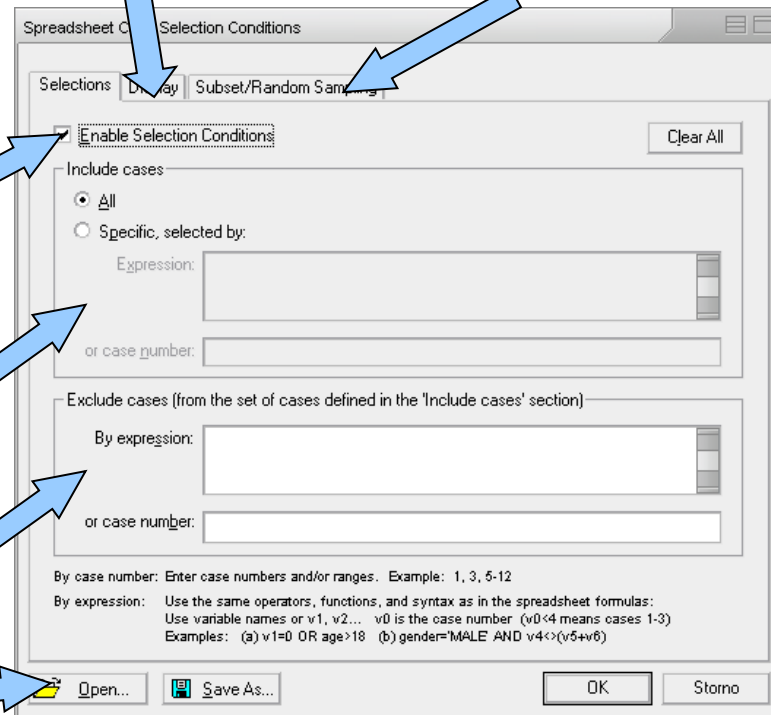 Spreadsheet C Selection Conditions
Selections Display Subset/Random Sampling
Enable Selection Conditions Clear All
Include cases
All
Specific, selected by:
Expression:
or case number:
Exclude cases (from the set of cases defined in the 'Include cases' section)
By expression:
or case number:
By case number: Enter case numbers and/or ranges. Example: 1, 3, 5-12
By expression: Use the same operators, functions, and syntax as in the spreadsheet formulas:
Use variable names or v1, v2... v0 is the case number (v0<4 means cases 1-3)
Examples: (a) v1=0 OR age>18 (b) gender='MALE' AND v4<>(v5+v6)
Open... Save As... OK Storno